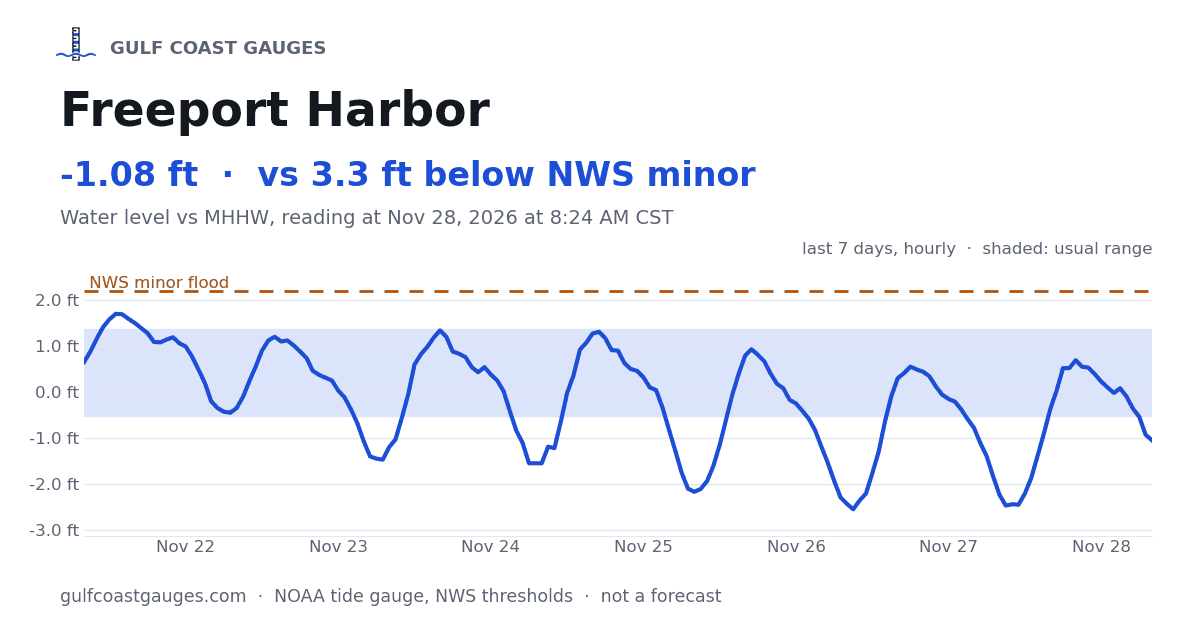 GULF COAST GAUGES
Freeport Harbor
-1.08 ft · vs 3.3 ft below NWS minor
Water level vs MHHW, reading at Nov 28, 2026 at 8:24 AM CST
last 7 days, hourly · shaded: usual range
NWS minor flood
2.0 ft
1.0 ft
0.0 ft
-1.0 ft
-2.0 ft
-3.0 ft
Nov 22 Nov 23 Nov 24 Nov 25 Nov 26 Nov 27 Nov 28
gulfcoastgauges.com · NOAA tide gauge, NWS thresholds · not a forecast